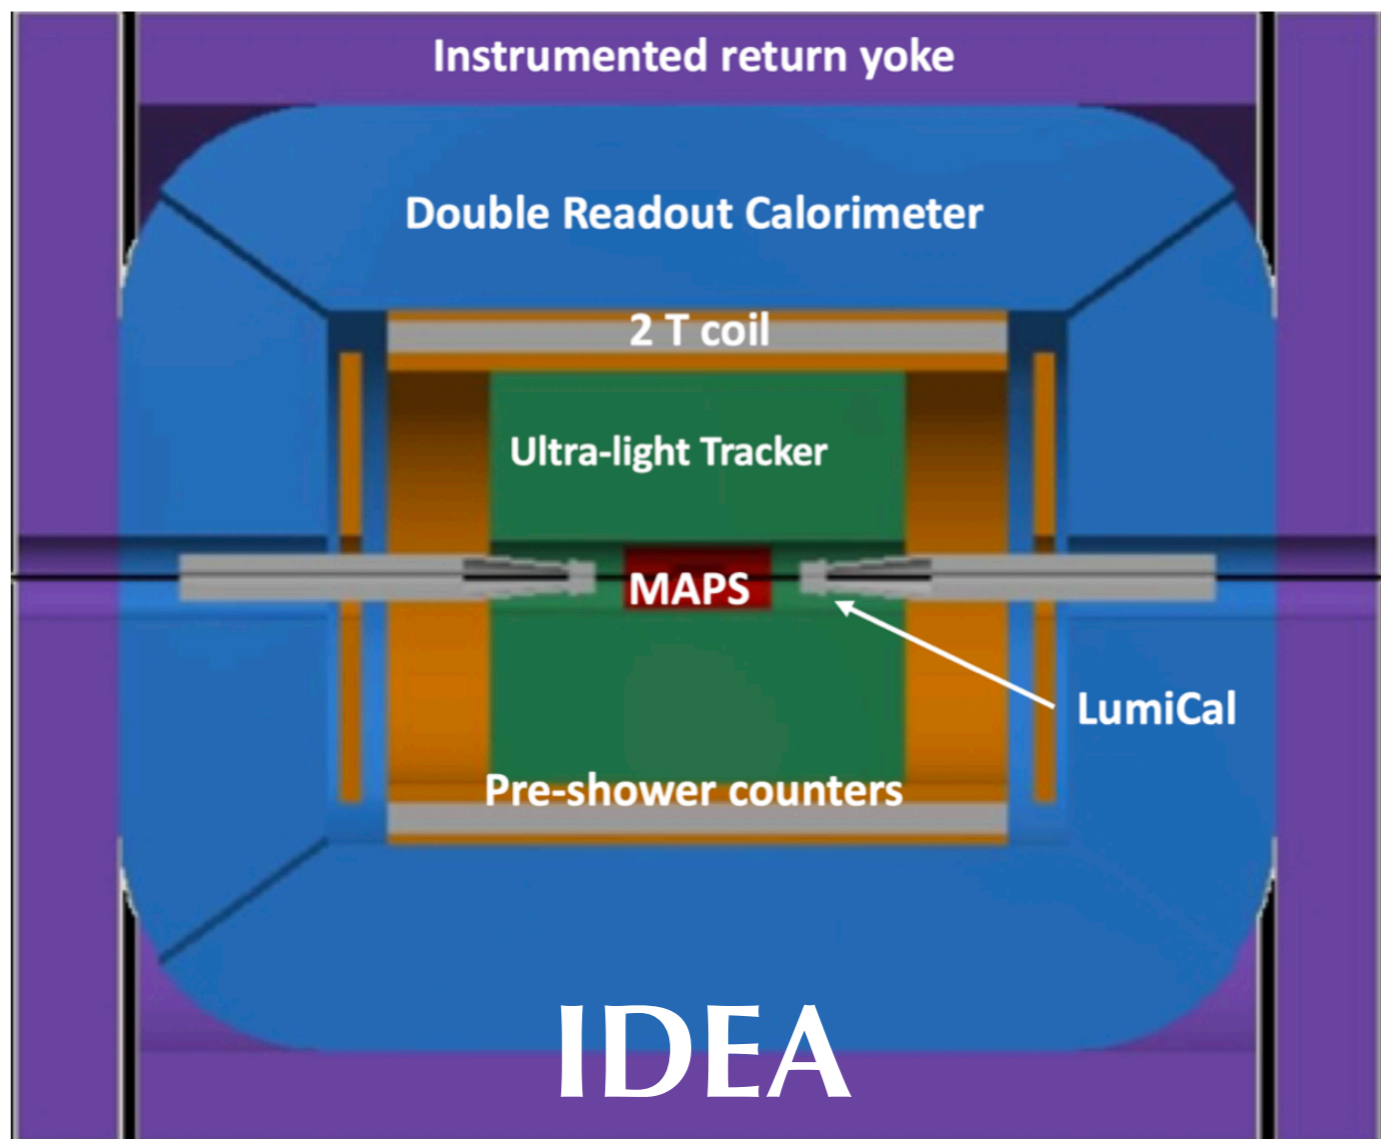 Instrumented return yoke
Double Readout Calorimeter
2 T coil
Ultra-light Tracker
MAPS
LumiCal
Pre-shower counters
IDEA